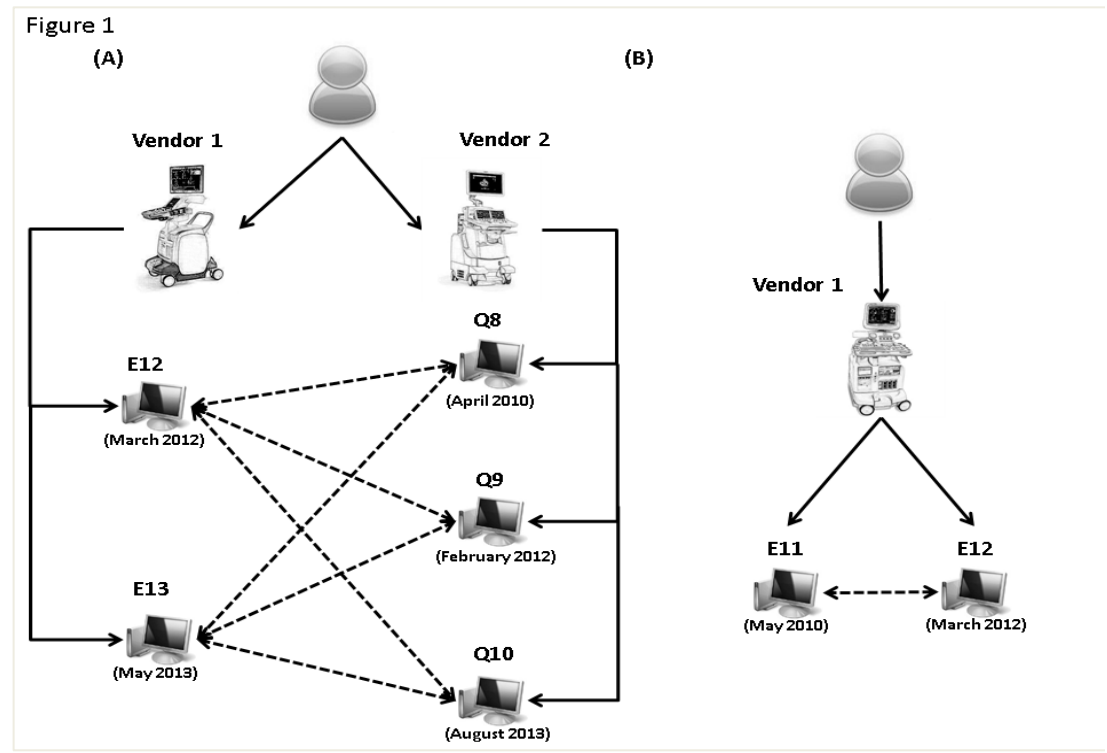 Figure 1
(A)
(B)
Vendor 1
Vendor 2
Vendor 1
Q8
(April 2010)
E12
(March 2012)
Q9
(February 2012)
E11
(May 2010)
E12
(March 2012)
E13
(May 2013)
Q10
(August 2013)